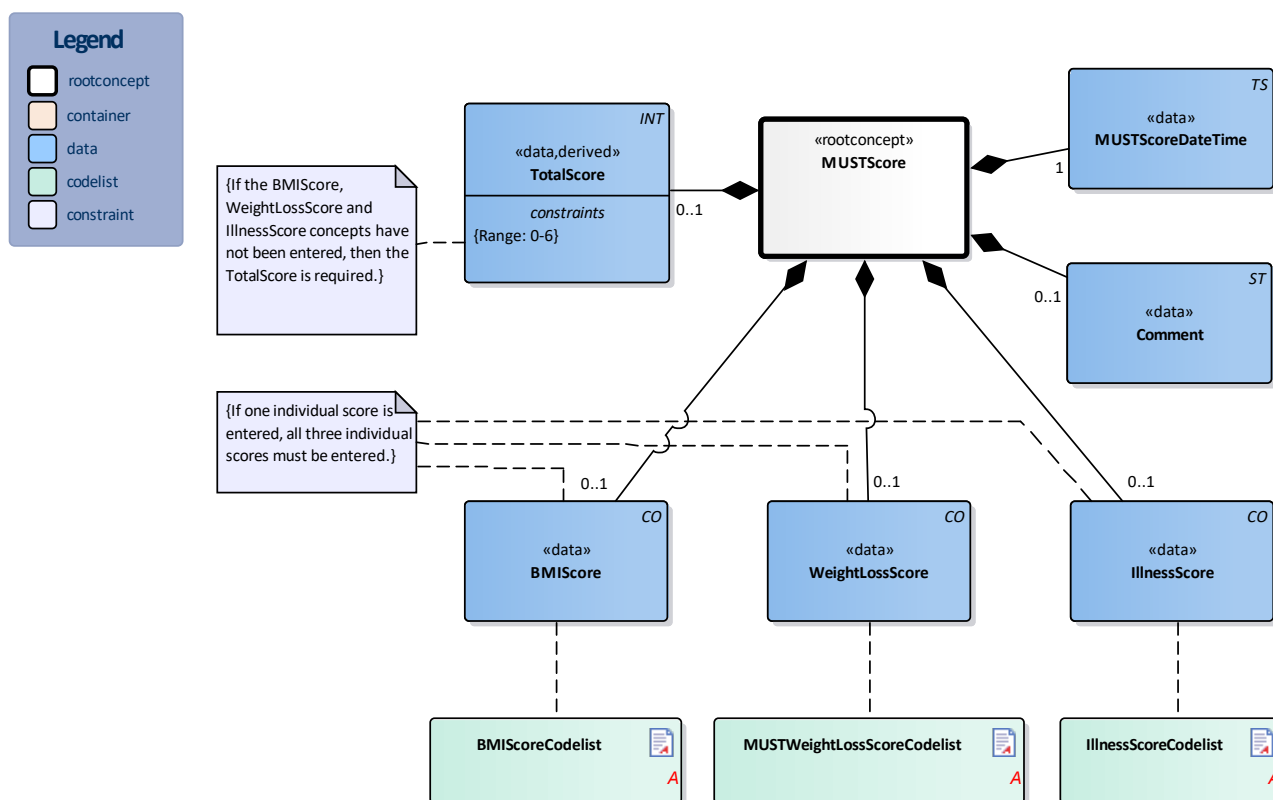 Legend
rootconcept
container
data
codelist
constraint
{If the BMIScore,
WeightLossScore and
IllnessScore concepts have
not been entered, then the
TotalScore is required.}
INT
«data,derived»
TotalScore
constraints
{Range: 0-6}
0..1
«rootconcept»
MUSTScore
TS
«data»
MUSTScoreDateTime
1
ST
«data»
Comment
0..1
{If one individual score is
entered, all three individual
scores must be entered.}
0..1
0..1
0..1
CO
«data»
BMIScore
CO
«data»
WeightLossScore
CO
«data»
IllnessScore
BMIScoreCodelist
A
MUSTWeightLossScoreCodelist
A
IllnessScoreCodelist
A